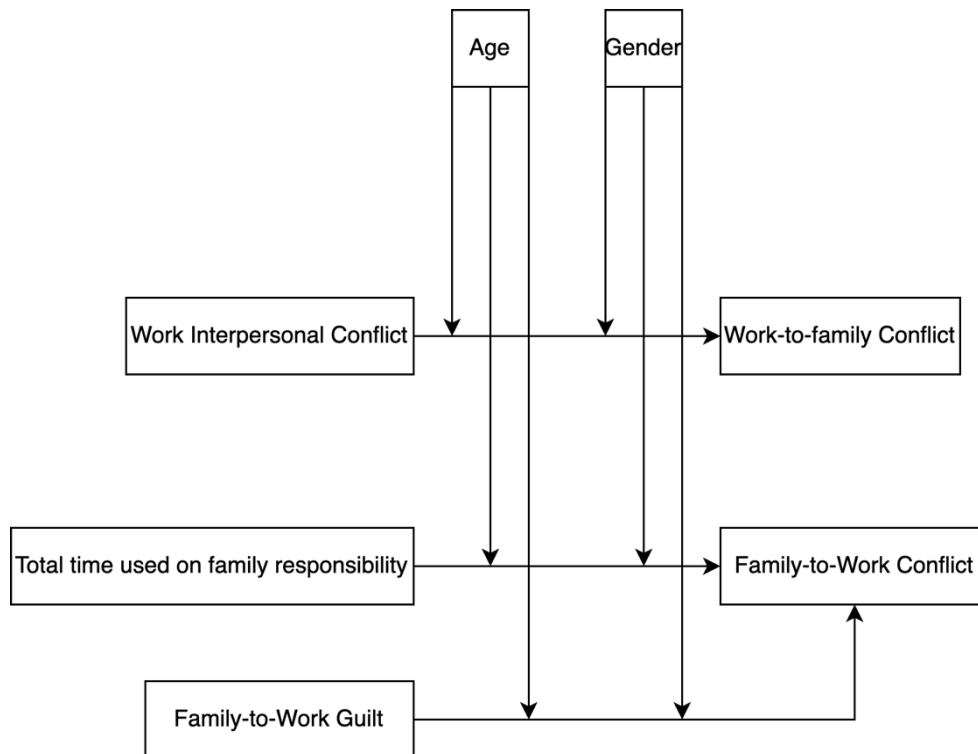 Age
Gender
Work Interpersonal Conflict
Work-to-family Conflict
Total time used on family responsibility
Family-to-Work Conflict
Family-to-Work Guilt